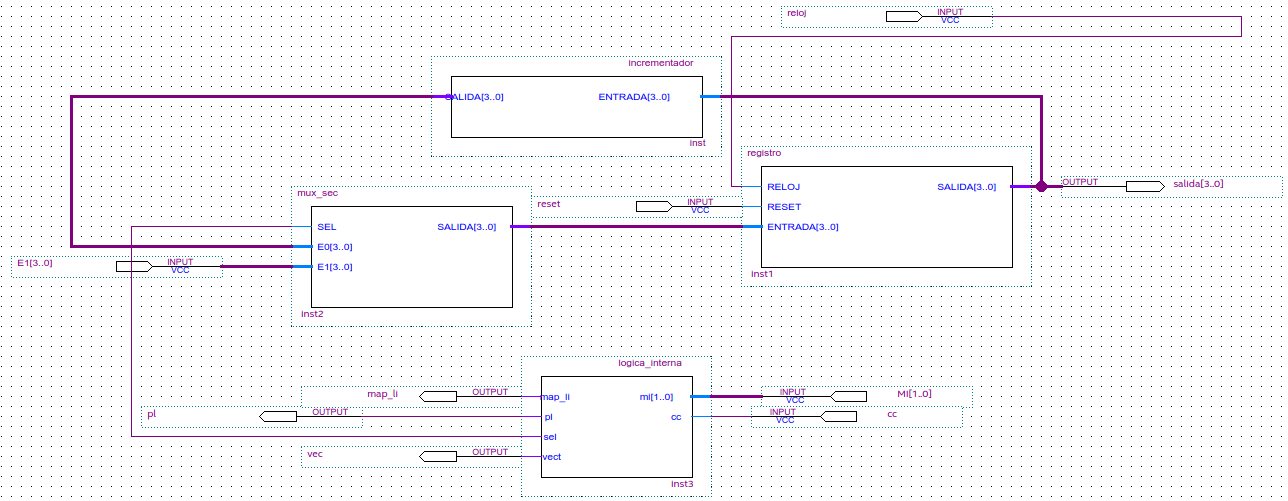 reloj INPUT
VCC
incrementador
SALIDA[3..0] ENTRADA[3..0]
inst
registro
RELOJ SALIDA[3..0]
RESET
ENTRADA[3..0]
inst1
OUTPUT salida[3..0]
mux_sec
SEL SALIDA[3..0]
E0[3..0]
E1[3..0]
inst2
reset INPUT
VCC
E1[3..0] INPUT
VCC
logica_interna
map_li mi[1..0]
pl cc
sel
vect
inst3
map_li OUTPUT
pl OUTPUT
vec OUTPUT
INPUT MI[1..0]
VCC
INPUT cc
VCC